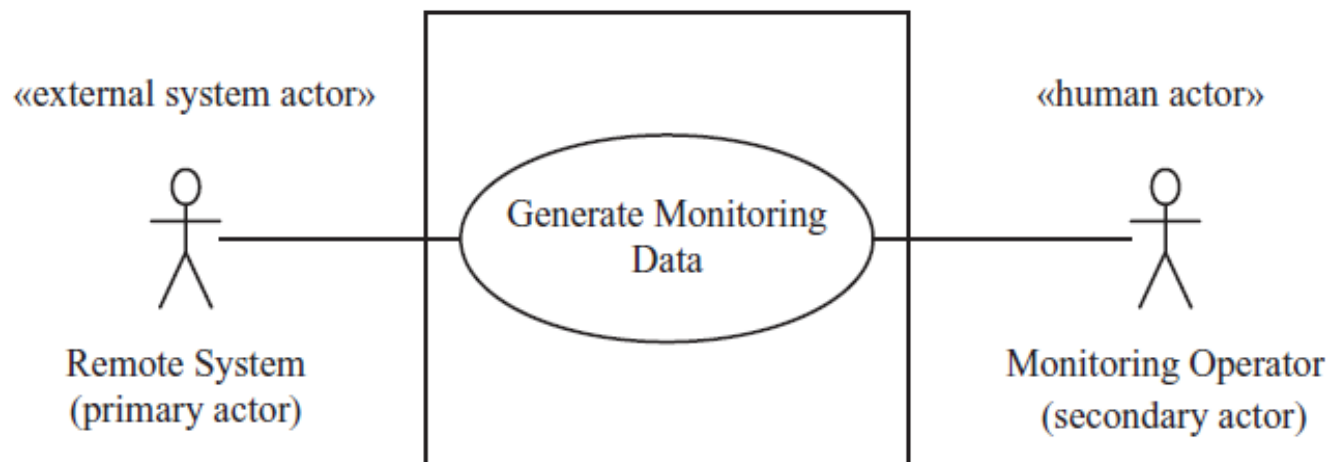 «external system actor»
«human actor»
Generate Monitoring
Data
Remote System
(primary actor)
Monitoring Operator
(secondary actor)